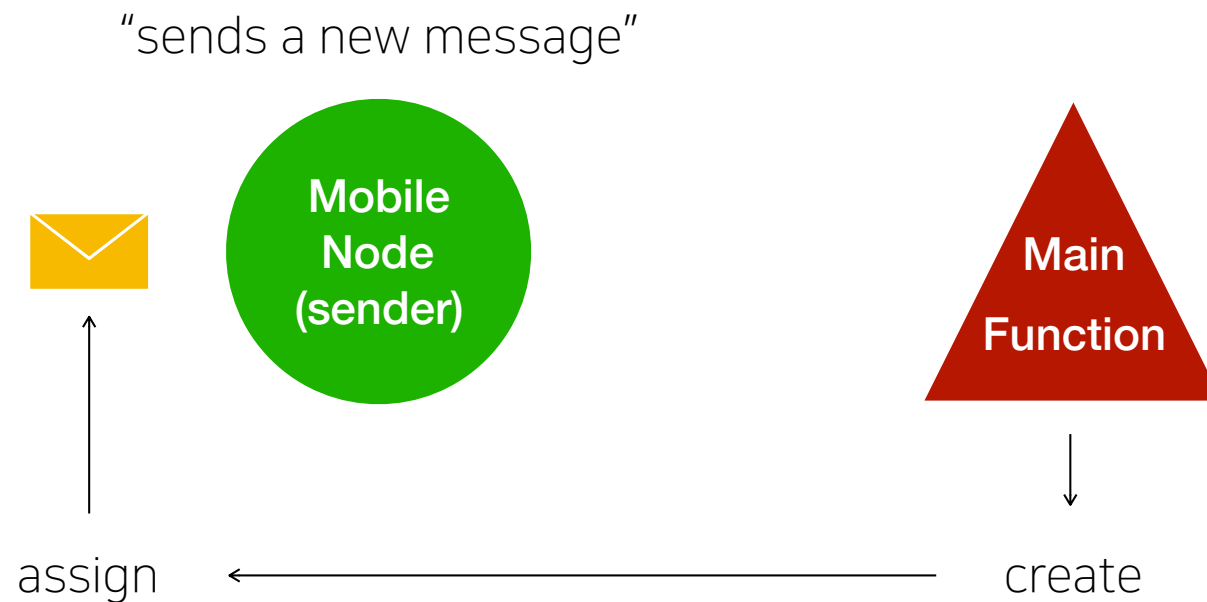 “sends a new message”
Mobile
Node
(sender)
Main
Function
assign
create